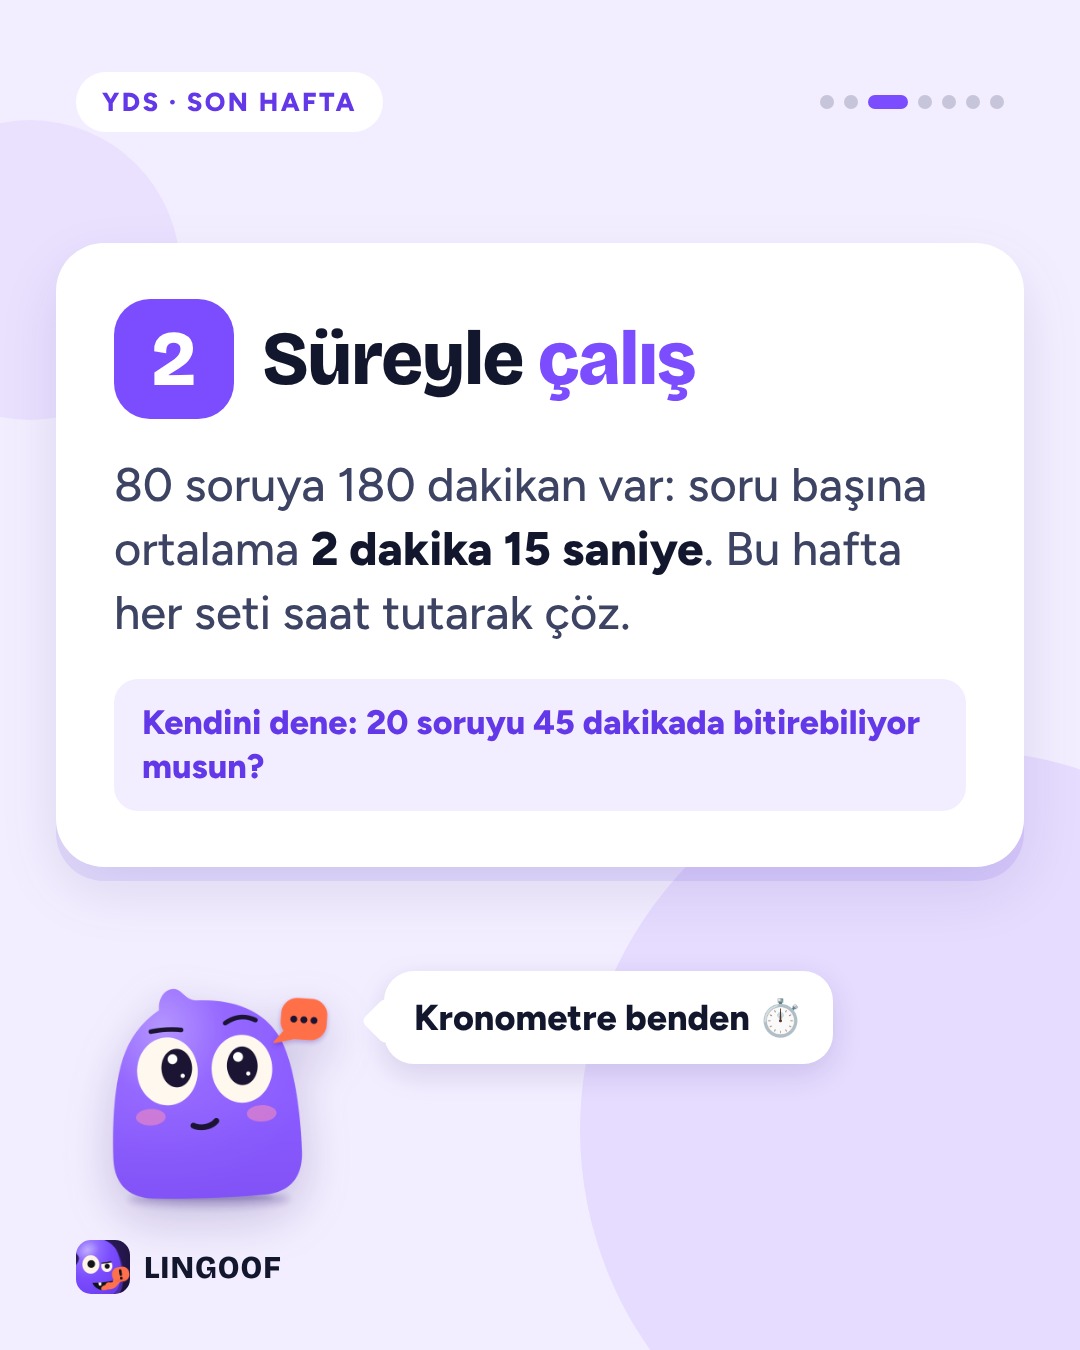 YDS · SON HAFTA
2
Süreyle çalış
80 soruya 180 dakikan var: soru başına
ortalama 2 dakika 15 saniye. Bu hafta
her seti saat tutarak çöz.
Kendini dene: 20 soruyu 45 dakikada bitirebiliyor
musun?
Kronometre benden ⏱️
LINGOOF